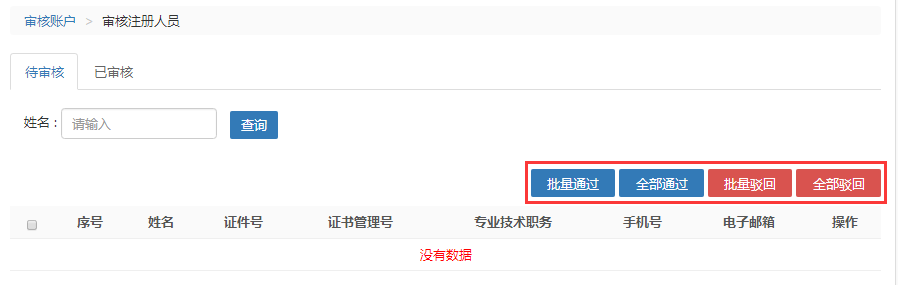 审核账户 > 审核注册人员
待审核 已审核
姓名 : 请输入 查询
批量通过 全部通过 批量驳回 全部驳回
序号 姓名 证件号 证书管理号 专业技术职务 手机号 电子邮箱 操作
没有数据